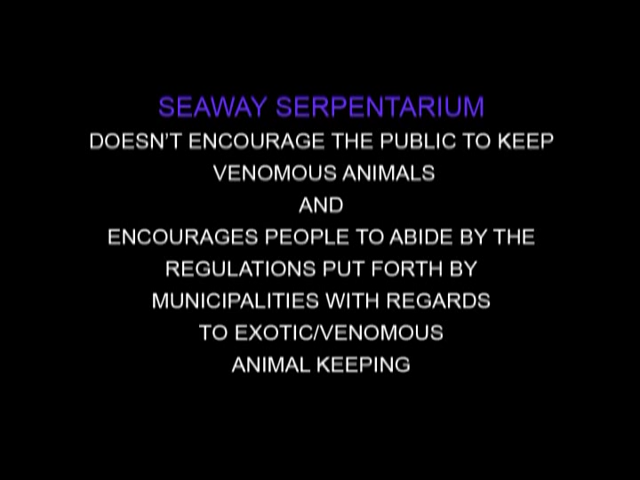 SEAWAY SERPENTARIUM
DOESN'T ENCOURAGE THE PUBLIC TO KEEP
VENOMOUS ANIMALS
AND
ENCOURAGES PEOPLE TO ABIDE BY THE
REGULATIONS PUT FORTH BY
MUNICIPALITIES WITH REGARDS
TO EXOTIC/VENOMOUS
ANIMAL KEEPING